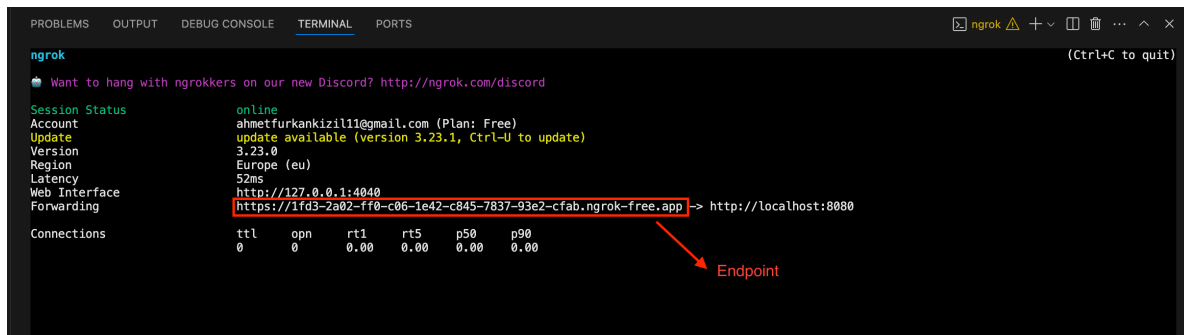 PROBLEMS OUTPUT DEBUG CONSOLE TERMINAL PORTS ngrok
ngrok (Ctrl+C to quit)
Want to hang with ngrokkers on our new Discord? http://ngrok.com/discord
Session Status online
Account ahmetfurkankizil11@gmail.com (Plan: Free)
Update update available (version 3.23.1, Ctrl-U to update)
Version 3.23.0
Region Europe (eu)
Latency 52ms
Web Interface http://127.0.0.1:4040
Forwarding https://1fd3-2a02-ff0-c06-1e42-c845-7837-93e2-cfab.ngrok-free.app -> http://localhost:8080
Connections ttl opn rt1 rt5 p50 p90
0 0 0.00 0.00 0.00 0.00
Endpoint